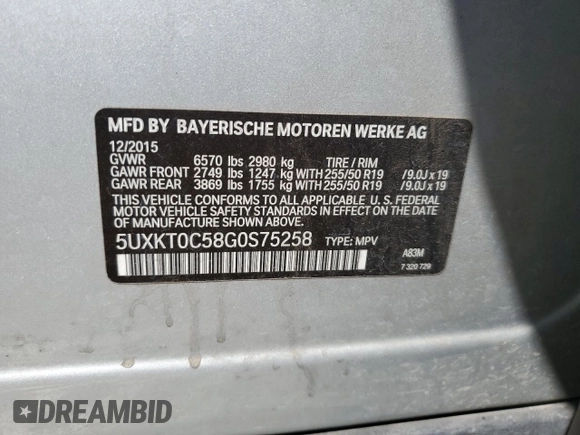 MFD BY BAYERISCHE MOTOREN WERKE AG
12/2015
GVWR 6570 lbs 2980 kg TIRE / RIM
GAWR FRONT 2749 lbs 1247 kg WITH 255/50 R19 / 9.0J x 19
GAWR REAR 3869 lbs 1755 kg WITH 255/50 R19 / 9.0J x 19
THIS VEHICLE CONFORMS TO ALL APPLICABLE U.S. FEDERAL
MOTOR VEHICLE SAFETY STANDARDS IN EFFECT ON THE DATE
OF MANUFACTURE SHOWN ABOVE.
5UXKT0C58G0S75258 TYPE: MPV
A83M
7 320 729
DREAMBID